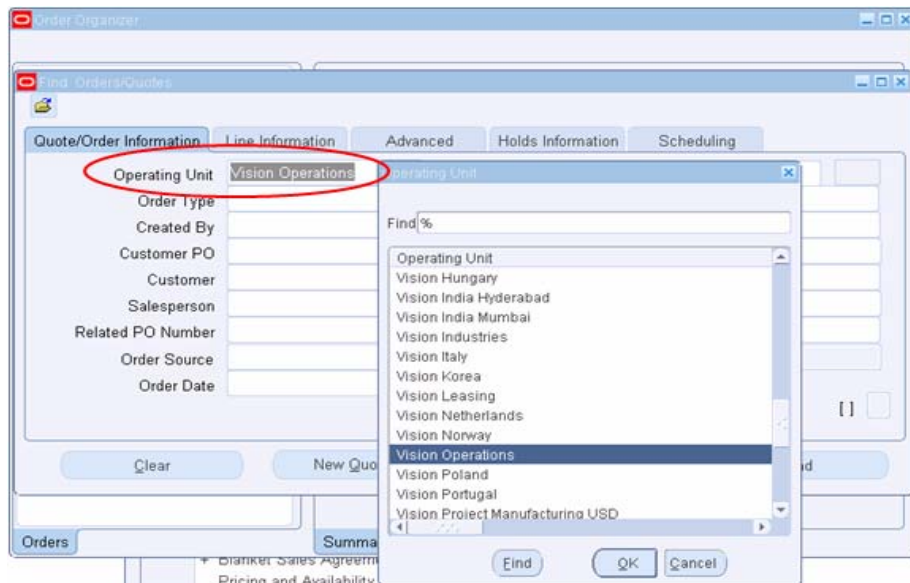 Order Organizer
Find Orders/Quotes
Quote/Order Information Line Information Advanced Holds Information Scheduling
Operating Unit Vision Operations
Order Type
Created By
Customer PO
Customer
Salesperson
Related PO Number
Order Source
Order Date
[ ]
Clear
New Quo
Operating Unit
Find %
Operating Unit
Vision Hungary
Vision India Hyderabad
Vision India Mumbai
Vision Industries
Vision Italy
Vision Korea
Vision Leasing
Vision Netherlands
Vision Norway
Vision Operations
Vision Poland
Vision Portugal
Vision Project Manufacturing USD
Find OK Cancel
Orders
Summa
Pricing and Availability